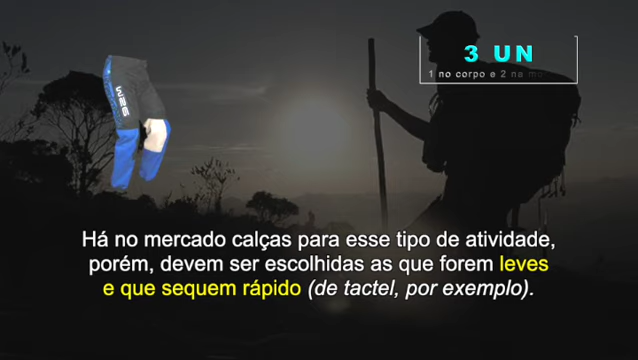 3 UN
1 no corpo e 2 na
Há no mercado calças para esse tipo de atividade,
porém, devem ser escolhidas as que forem leves
e que sequem rápido (de tactel, por exemplo).